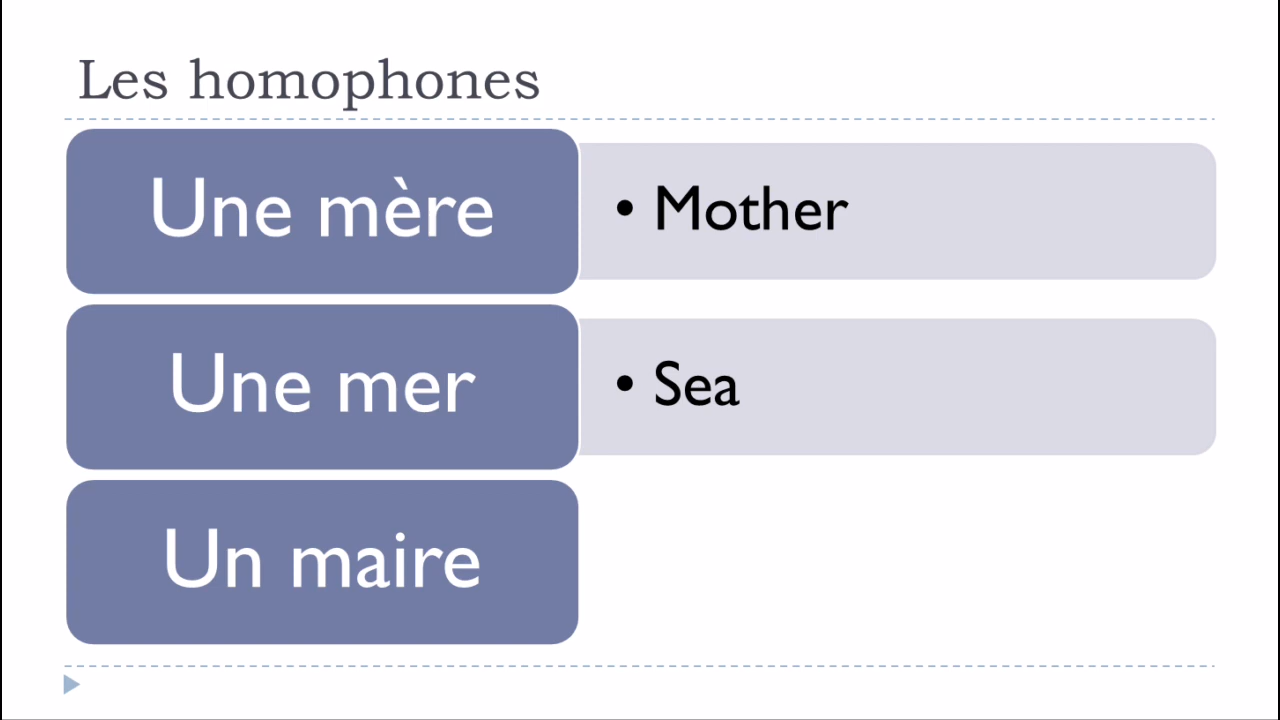 Les homophones
Une mère
• Mother
Une mer
• Sea
Un maire